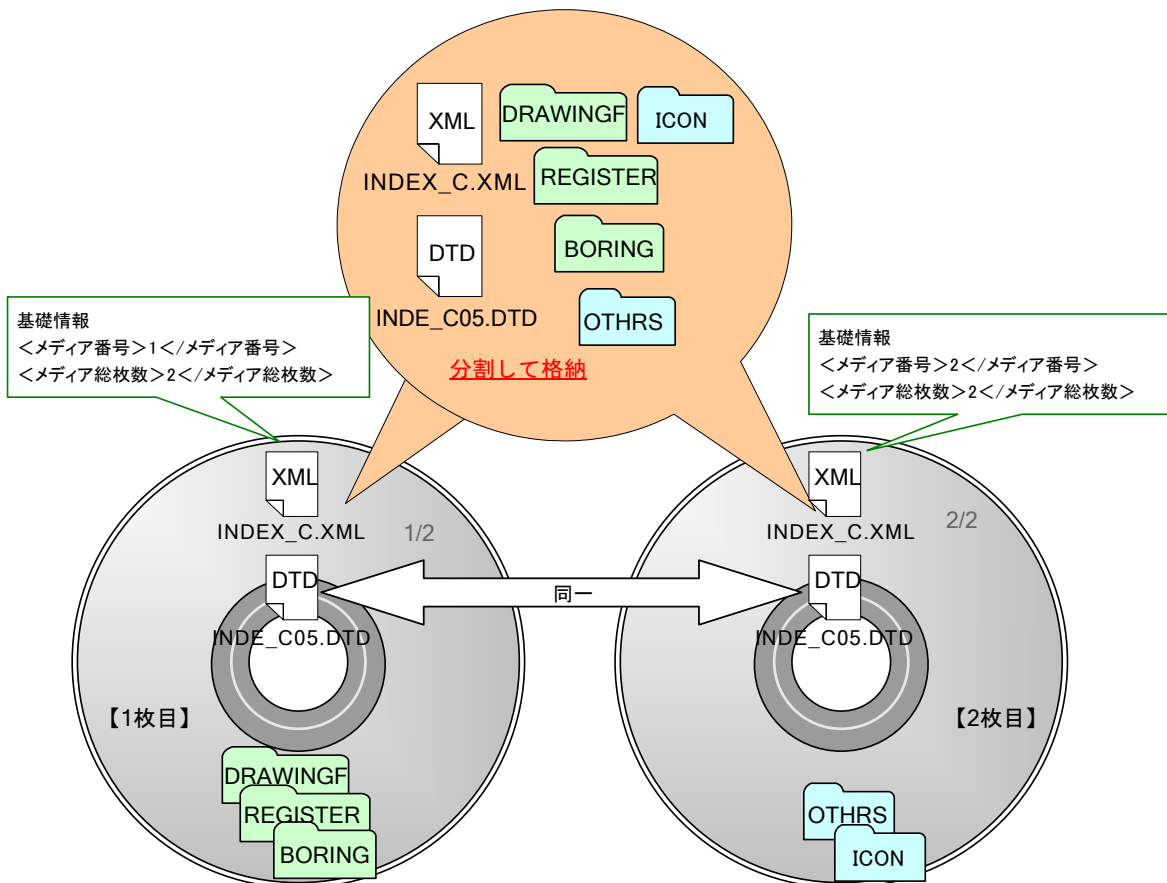 XML
DRAWINGF
ICON
INDEX_C.XML
REGISTER
DTD
BORING
INDE_C05.DTD
OTHRS
分割して格納
基礎情報
<メディア番号>1</メディア番号>
<メディア総枚数>2</メディア総枚数>
基礎情報
<メディア番号>2</メディア番号>
<メディア総枚数>2</メディア総枚数>
XML
INDEX_C.XML
1/2
DTD
INDE_C05.DTD
【1枚目】
DRAWINGF
REGISTER
BORING
同一
XML
INDEX_C.XML
2/2
DTD
INDE_C05.DTD
【2枚目】
OTHRS
ICON